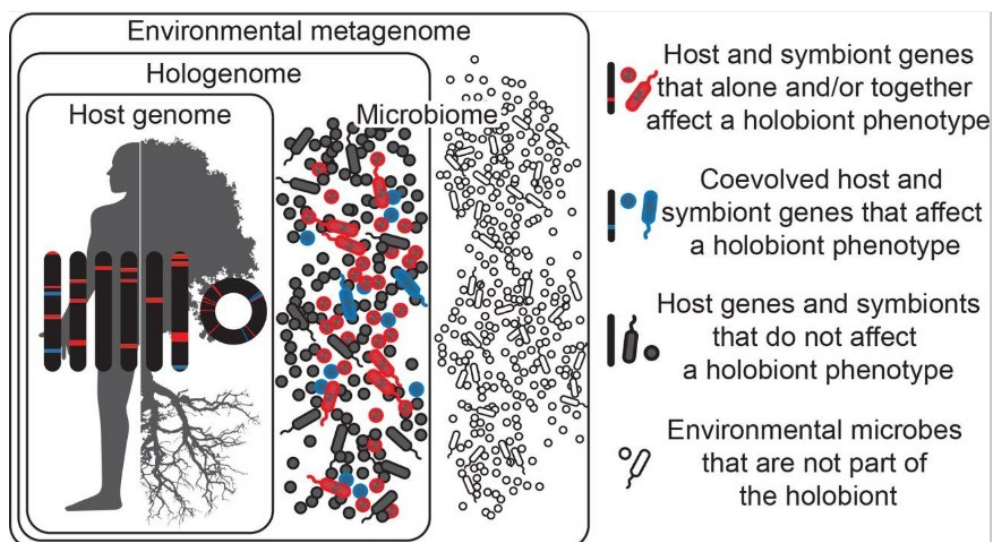 Environmental metagenome
Hologenome
Host genome
Microbiome
Host and symbiont genes
that alone and/or together
affect a holobiont phenotype
Coevolved host and
symbiont genes that affect
a holobiont phenotype
Host genes and symbionts
that do not affect
a holobiont phenotype
Environmental microbes
that are not part of
the holobiont